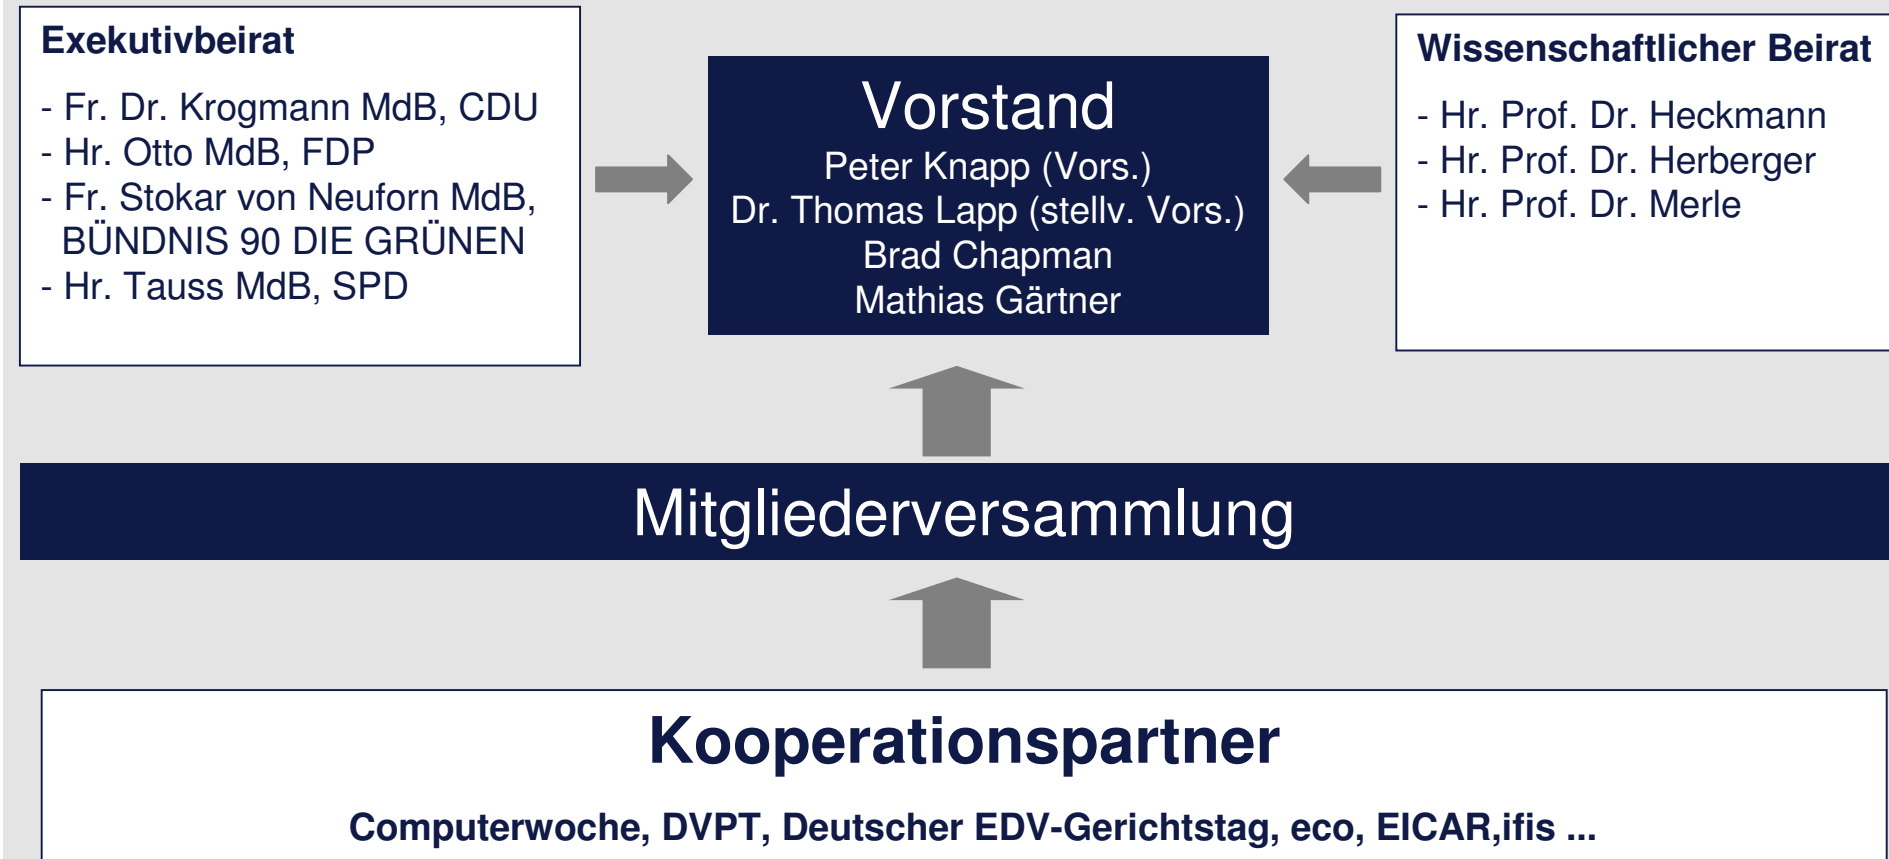 Exekutivbeirat
- Fr. Dr. Krogmann MdB, CDU
- Hr. Otto MdB, FDP
- Fr. Stokar von Neuforn MdB,
BÜNDNIS 90 DIE GRÜNEN
- Hr. Tauss MdB, SPD
Vorstand
Peter Knapp (Vors.)
Dr. Thomas Lapp (stellv. Vors.)
Brad Chapman
Mathias Gärtner
Wissenschaftlicher Beirat
- Hr. Prof. Dr. Heckmann
- Hr. Prof. Dr. Herberger
- Hr. Prof. Dr. Merle
Mitgliederversammlung
Kooperationspartner
Computerwoche, DVPT, Deutscher EDV-Gerichtstag, eco, EICAR,ifis ...